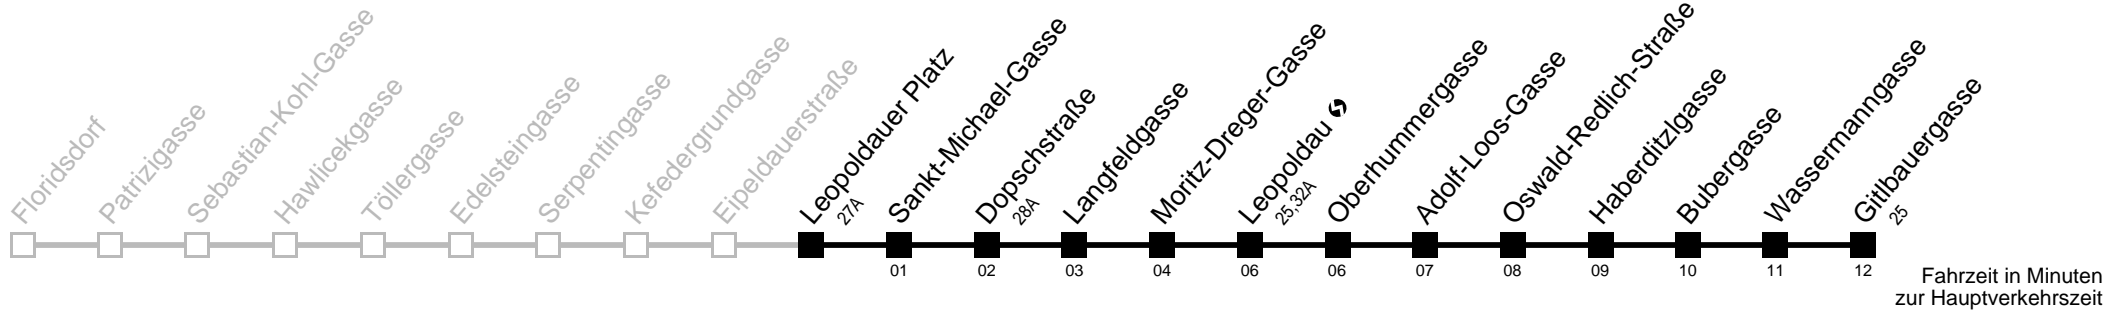 Floridsdorf
Patrizigasse
Sebastian-Kohl-Gasse
Hawlicekgasse
Töllergasse
Edelsteingasse
Serpentingasse
Kefedergrundgasse
Eipeldauerstraße
Leopoldauer Platz
27A
Sankt-Michael-Gasse
Dopschstraße
28A
Langfeldgasse
Moritz-Dreger-Gasse
Leopoldau
25,32A
Oberhummergasse
Adolf-Loos-Gasse
Oswald-Redlich-Straße
Haberditzlgasse
Bubergasse
Wassermanngasse
Gitlbauergasse
25
01 02 03 04 06 06 07 08 09 10 11 12
Fahrzeit in Minuten
zur Hauptverkehrszeit